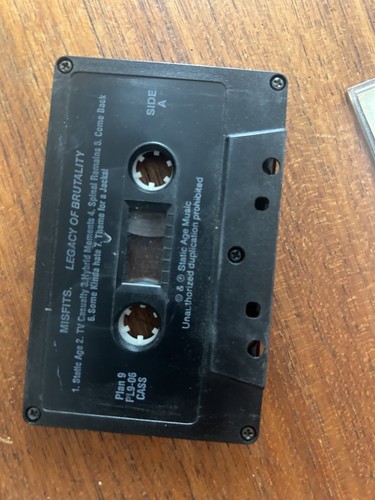 MISFITS. LEGACY OF BRUTALITY
1. Static Age 2. TV Casualty 3.Hybrid Moments 4. Spinal Remains 5. Come Back
6. Some Kinda hate 7. Theme for a Jackal
SIDE
A
Plan 9
PL9-06
CASS
© & ℗ Static Age Music
Unauthorized duplication prohibited